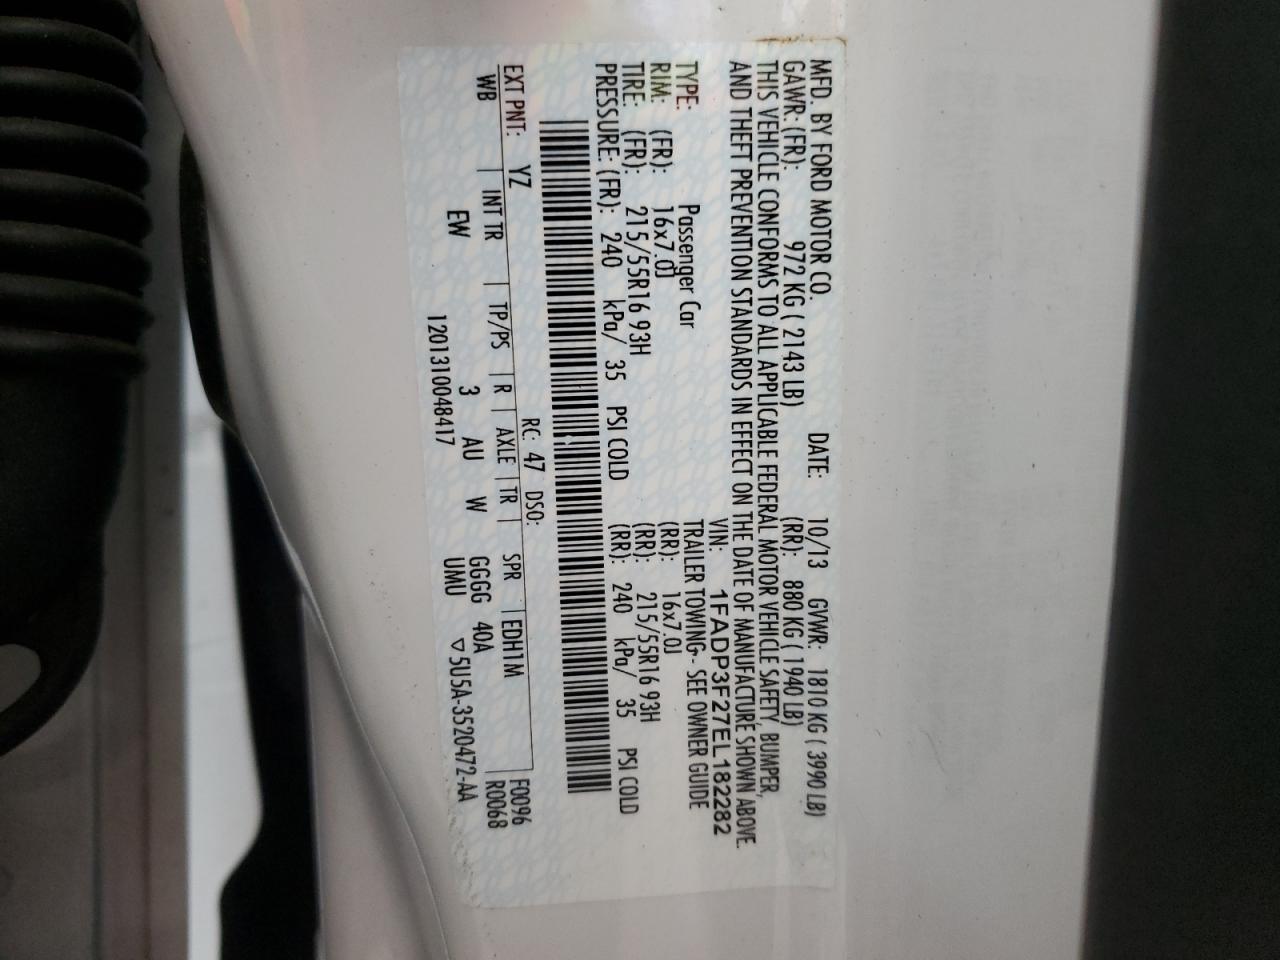 MFD. BY FORD MOTOR CO. DATE: 10/13 GVWR: 1810 KG ( 3990 LB)
GAWR: (FR): 972 KG ( 2143 LB) (RR): 880 KG ( 1940 LB)
THIS VEHICLE CONFORMS TO ALL APPLICABLE FEDERAL MOTOR VEHICLE SAFETY, BUMPER,
AND THEFT PREVENTION STANDARDS IN EFFECT ON THE DATE OF MANUFACTURE SHOWN ABOVE.
VIN: 1FADP3F27EL182282
TYPE: Passenger Car TRAILER TOWING- SEE OWNER GUIDE
RIM: (FR): 16x7.0J (RR): 16x7.0J
TIRE: (FR): 215/55R16 93H (RR): 215/55R16 93H
PRESSURE: (FR): 240 kPa/ 35 PSI COLD (RR): 240 kPa/ 35 PSI COLD
EXT PNT: YZ RC: 47 DSO: F0096
WB INT TR TP/PS R AXLE TR SPR EDH1M R0068
EW 3 AU W GGGG 40A
120131004841​7 UMU ▽5U5A-3520472-AA